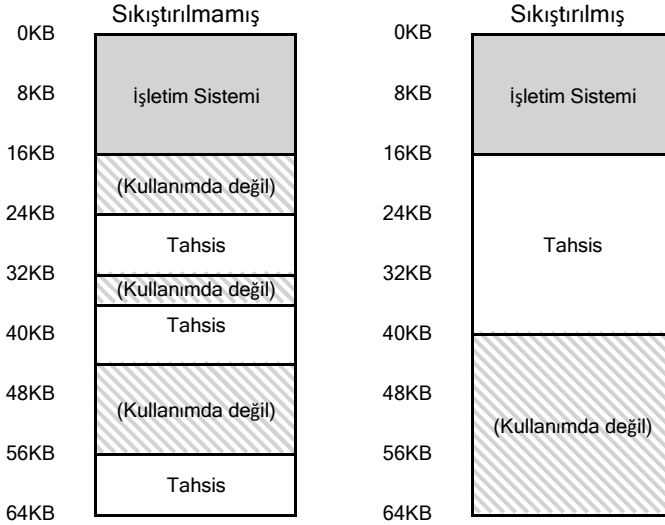 Sıkıştırılmamış
0KB
8KB
İşletim Sistemi
16KB
(Kullanımda değil)
24KB
Tahsis
32KB
(Kullanımda değil)
Tahsis
40KB
48KB
(Kullanımda değil)
56KB
Tahsis
64KB
Sıkıştırılmış
0KB
8KB
İşletim Sistemi
16KB
24KB
Tahsis
32KB
40KB
48KB
(Kullanımda değil)
56KB
64KB